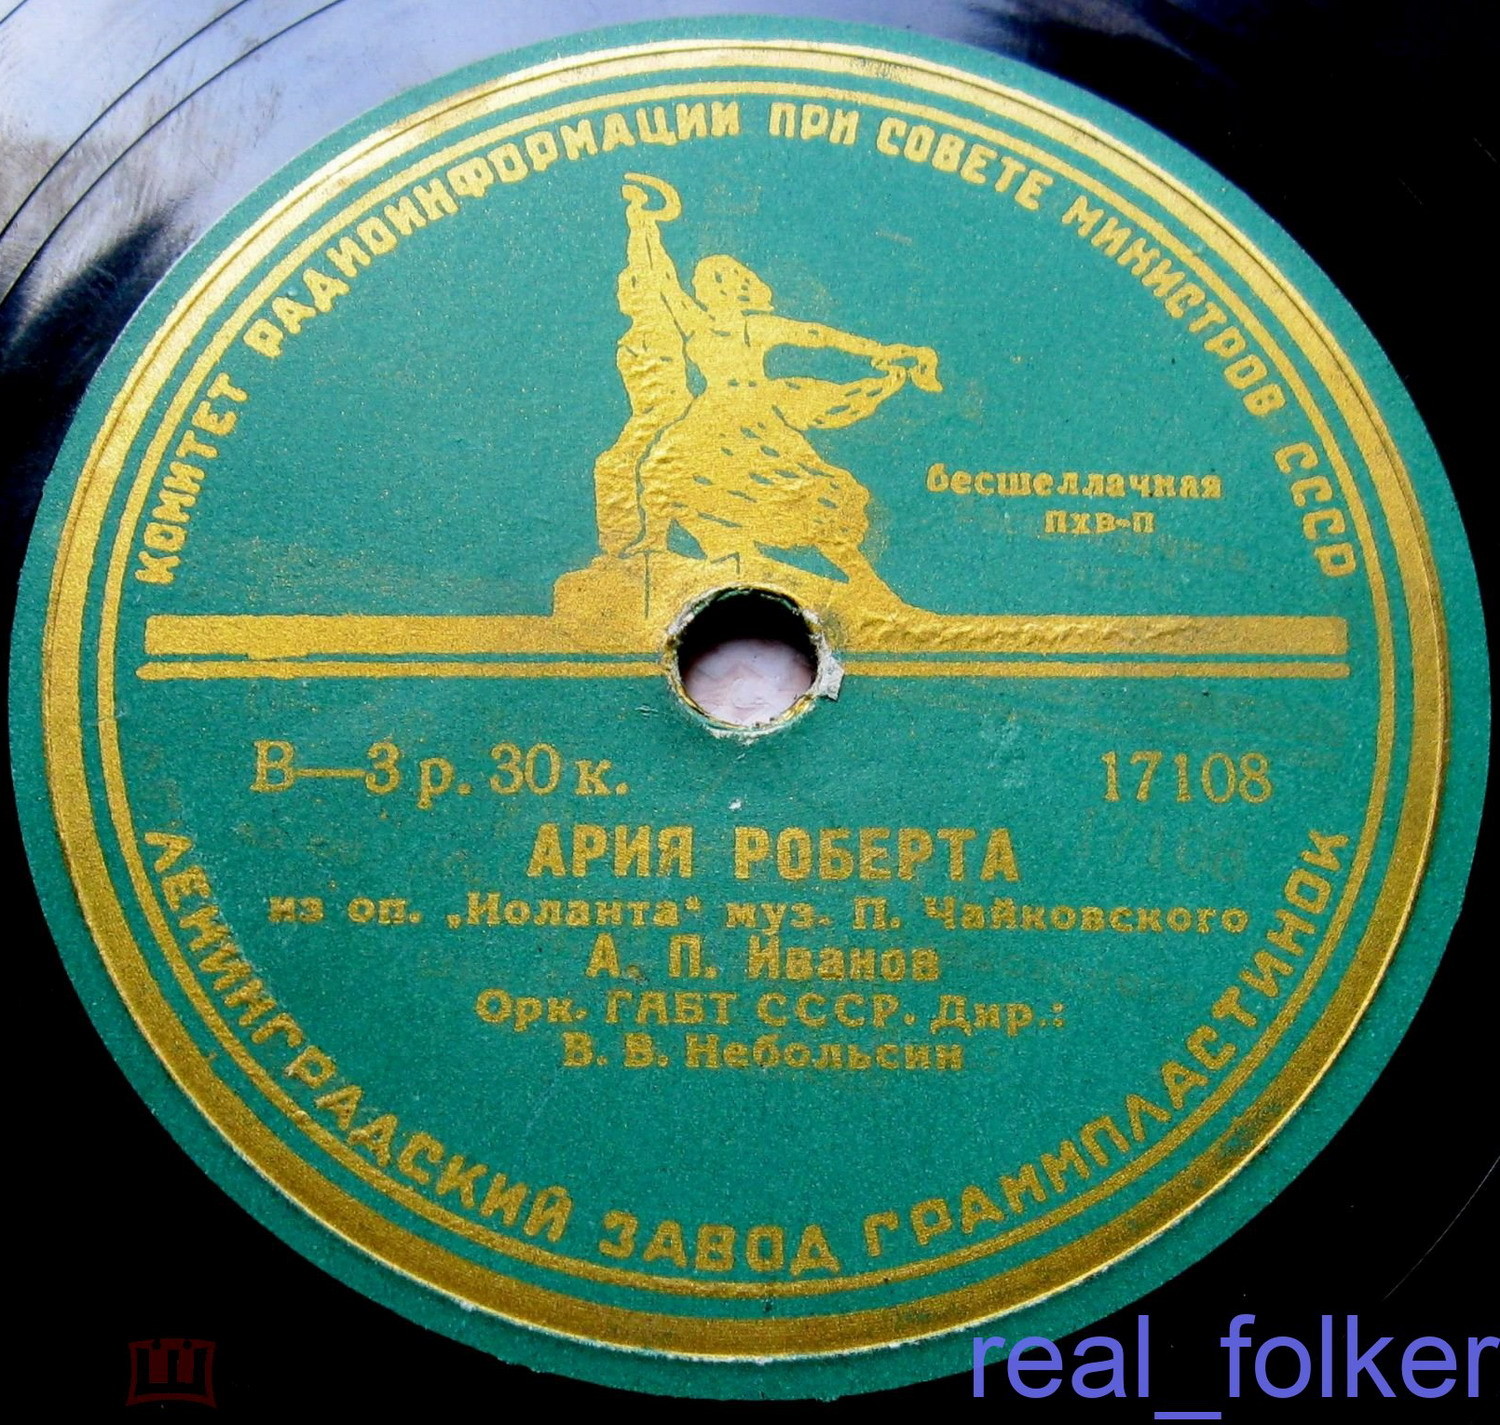 КОМИТЕТ РАДИОИНФОРМАЦИИ ПРИ СОВЕТЕ МИНИСТРОВ СССР
бесшеллачная
ПХВ-П
В—3 р. 30 к.
17108
АРИЯ РОБЕРТА
из оп. „Иоланта“ муз. П. Чайковского
А. П. Иванов
Орк. ГАБТ СССР. Дир.:
В. В. Небольсин
ЛЕНИНГРАДСКИЙ ЗАВОД ГРАММПЛАСТИНОК
real_folker